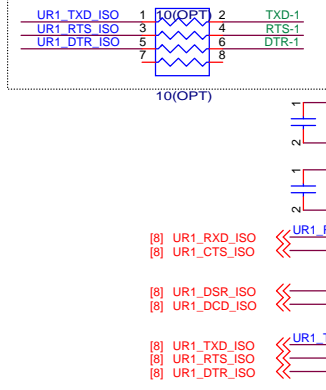 UR1_TXD_ISO 1 10(OPT) 2 TXD-1
UR1_RTS_ISO 3 4 RTS-1
UR1_DTR_ISO 5 6 DTR-1
7 8
10(OPT)
1
2
1
2
[8] UR1_RXD_ISO
[8] UR1_CTS_ISO
[8] UR1_DSR_ISO
[8] UR1_DCD_ISO
[8] UR1_TXD_ISO
[8] UR1_RTS_ISO
[8] UR1_DTR_ISO